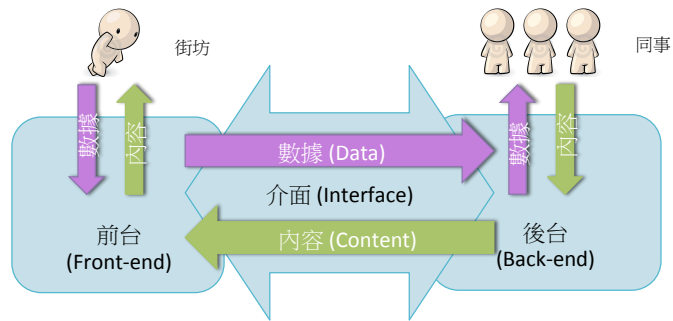 街坊
同事
數據
內容
數據
內容
數據 (Data)
介面 (Interface)
內容 (Content)
前台
(Front-end)
後台
(Back-end)